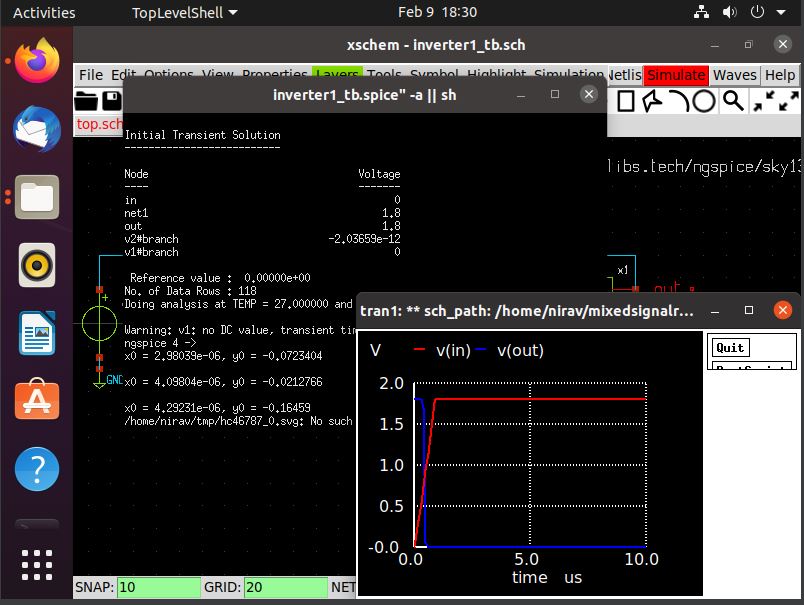 Activities TopLevelShell Feb 9 18:30
xschem - inverter1_tb.sch
File Edit Options View Properties Layers Tools Symbol Highlight Simulation Netlis Simulate Waves Help
inverter1_tb.spice" -a || sh
top.sch
libs.tech/ngspice/sky13
Initial Transient Solution
--------------------------
Node Voltage
---- -------
in 0
net1 1.8
out 1.8
v2#branch -2.03659e-12
v1#branch 0
Reference value : 0.00000e+00
No. of Data Rows : 118
Doing analysis at TEMP = 27.000000 and
Warning: v1: no DC value, transient tim
ngspice 4 ->
x0 = 2.98039e-06, y0 = -0.0723404
x0 = 4.09804e-06, y0 = -0.0212766
x0 = 4.29231e-06, y0 = -0.16459
/home/nirav/tmp/hc46787_0.svg: No such
x1
out
+
GND
tran1: ** sch_path: /home/nirav/mixedsignalr...
Quit
V v(in) v(out)
2.0
1.5
1.0
0.5
-0.0
0.0 5.0 10.0
time us
SNAP: 10 GRID: 20 NET